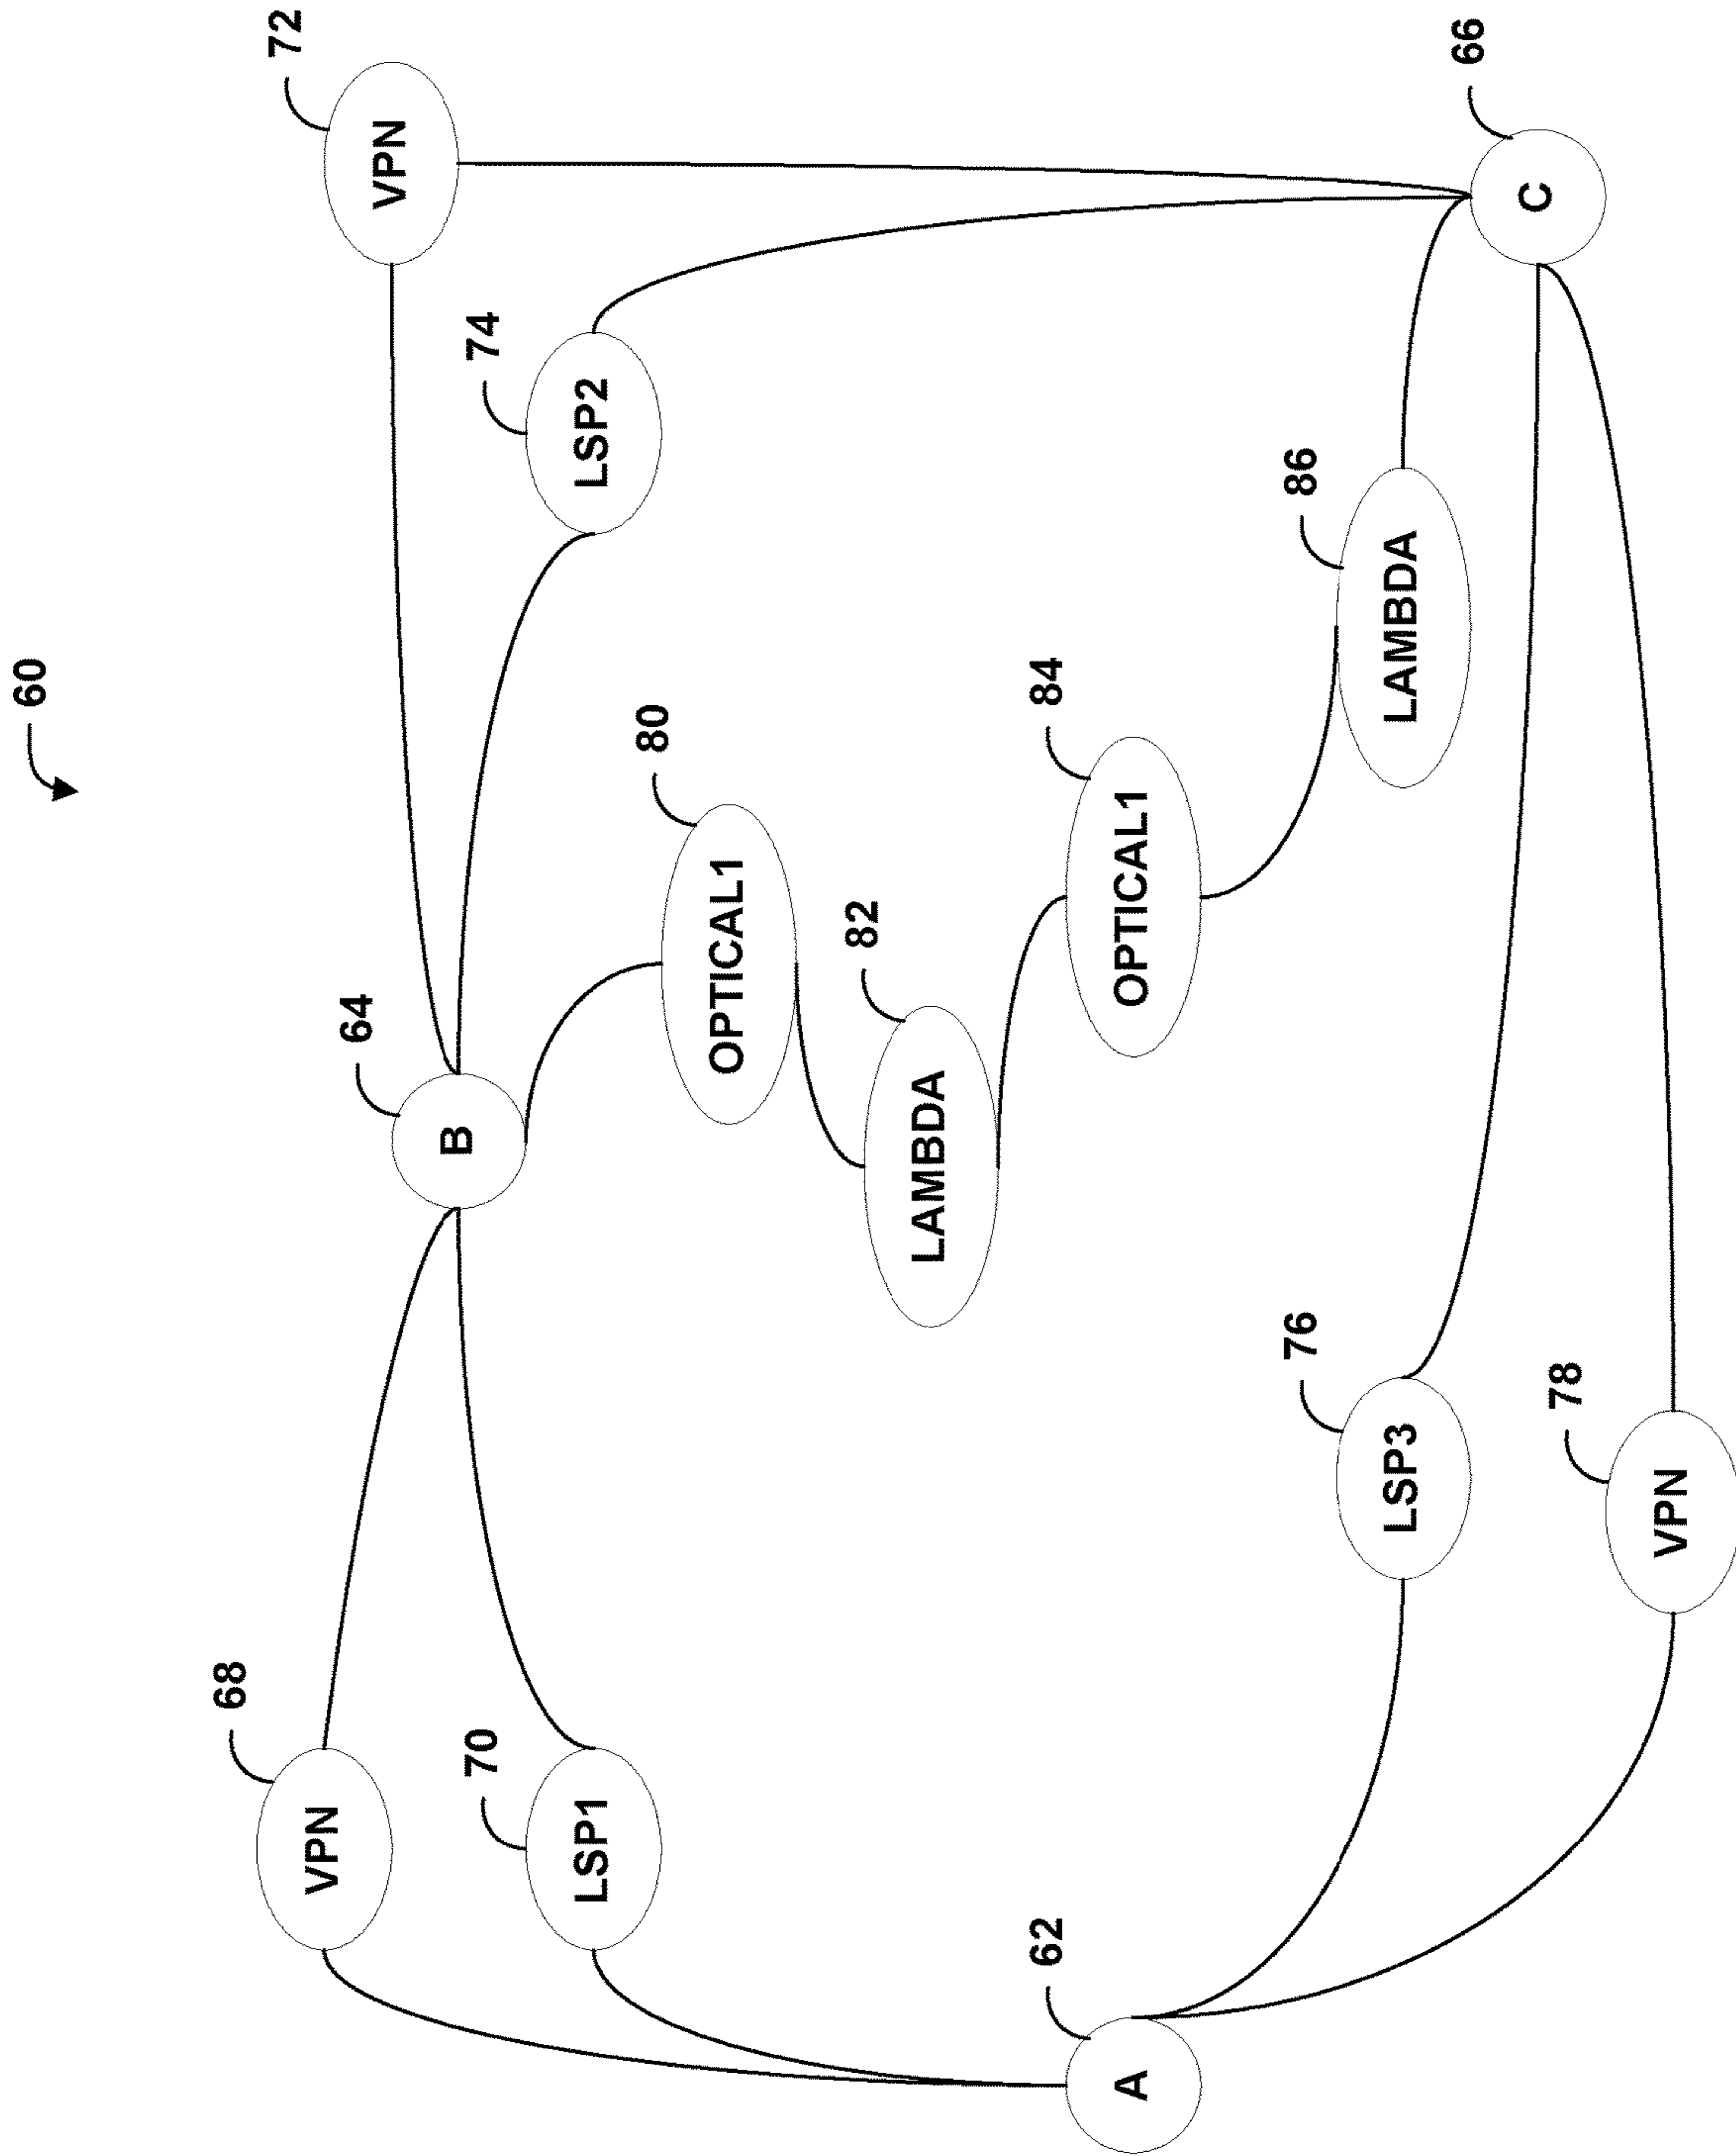 60
72
VPN
68
VPN
64
B
74
LSP2
70
LSP1
80
OPTICAL1
82
LAMBDA
84
OPTICAL1
62
A
86
LAMBDA
76
LSP3
66
C
78
VPN